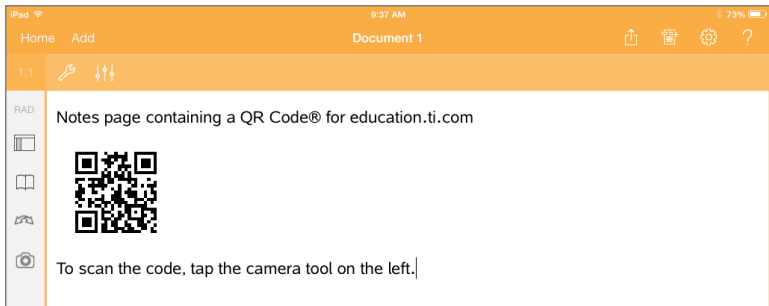 iPad 9:37 AM 73%
Home Add Document 1 ?
1.1
RAD
Notes page containing a QR Code® for education.ti.com
To scan the code, tap the camera tool on the left.